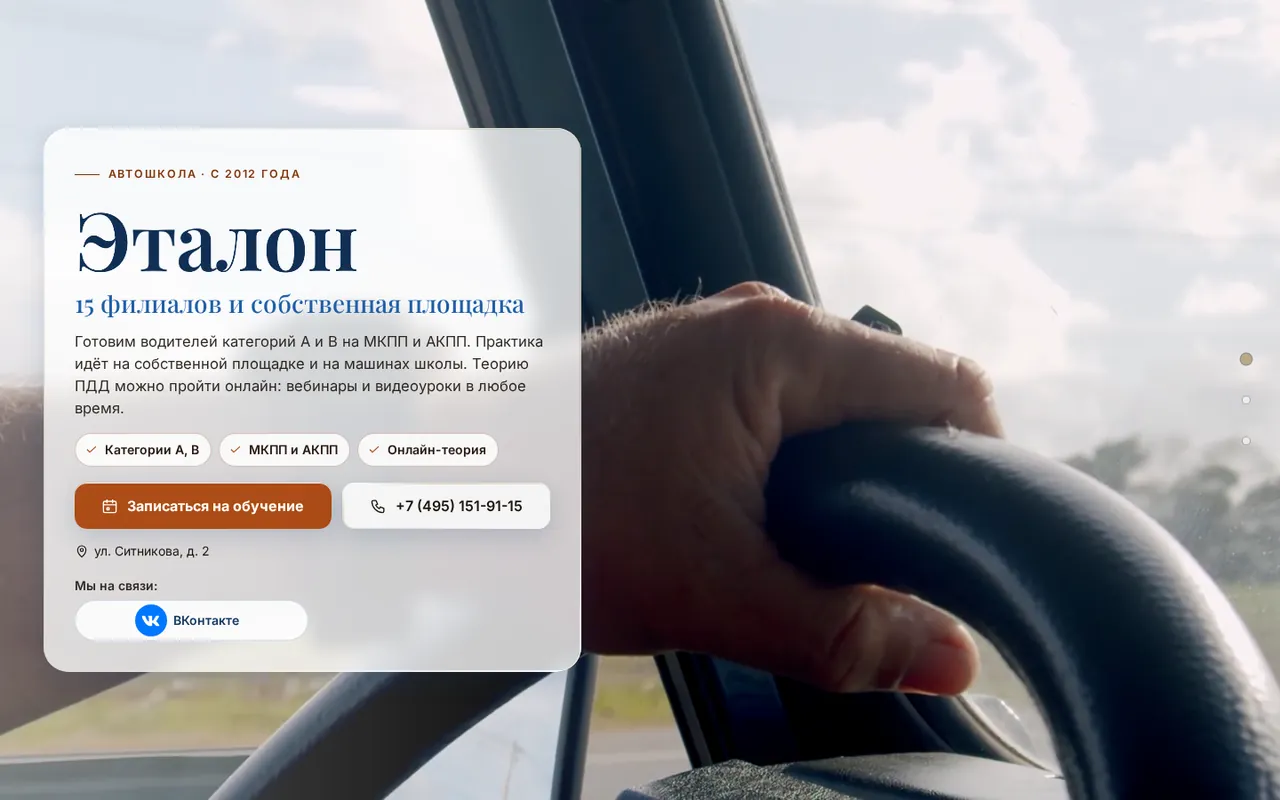 АВТОШКОЛА · С 2012 ГОДА
Эталон
15 филиалов и собственная площадка
Готовим водителей категорий А и В на МКПП и АКПП. Практика
идёт на собственной площадке и на машинах школы. Теорию
ПДД можно пройти онлайн: вебинары и видеоуроки в любое
время.
Категории А, В
МКПП и АКПП
Онлайн-теория
Записаться на обучение
+7 (495) 151-91-15
ул. Ситникова, д. 2
Мы на связи:
ВКонтакте